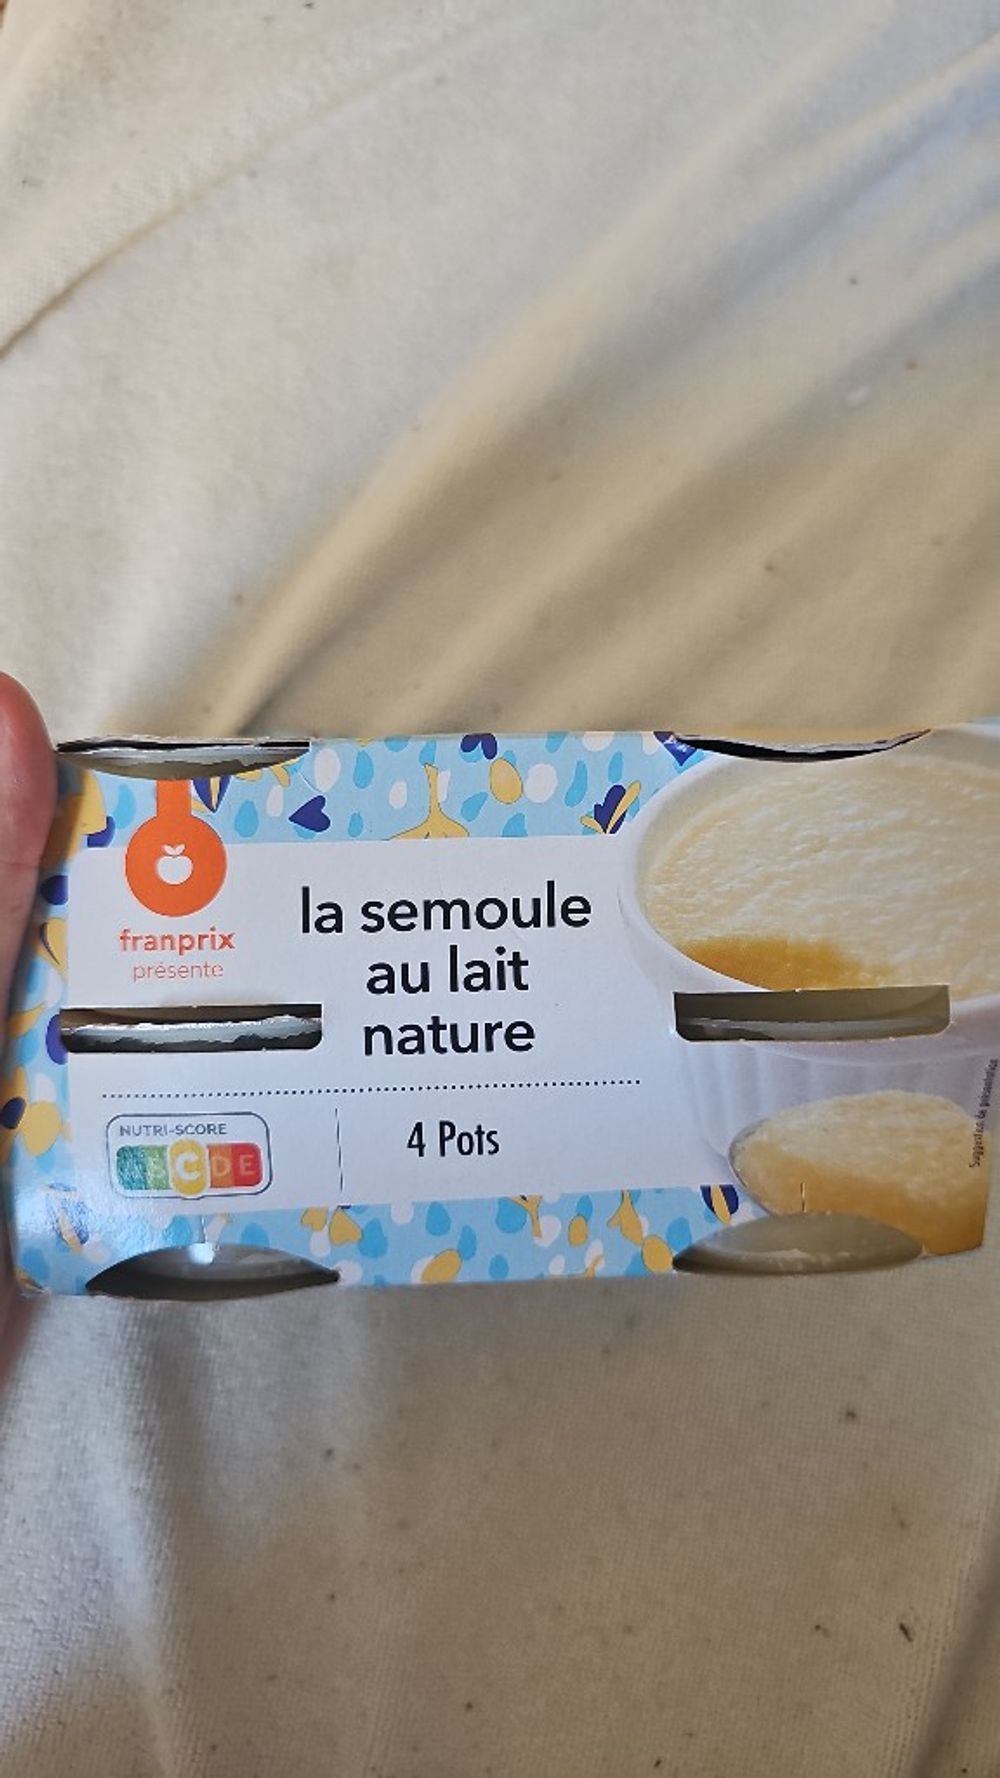 franprix
présente
la semoule
au lait
nature
NUTRI-SCORE
A B C D E
4 Pots
Suggestion de présentation